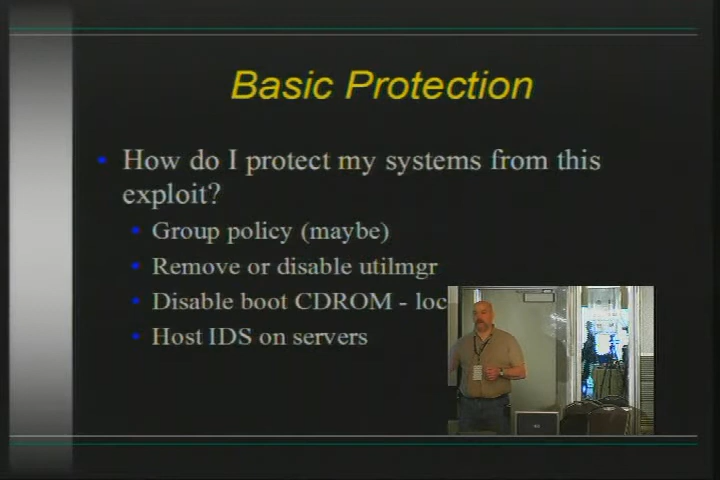 Basic Protection
How do I protect my systems from this
exploit?
Group policy (maybe)
Remove or disable utilmgr
Disable boot CDROM - loc
Host IDS on servers